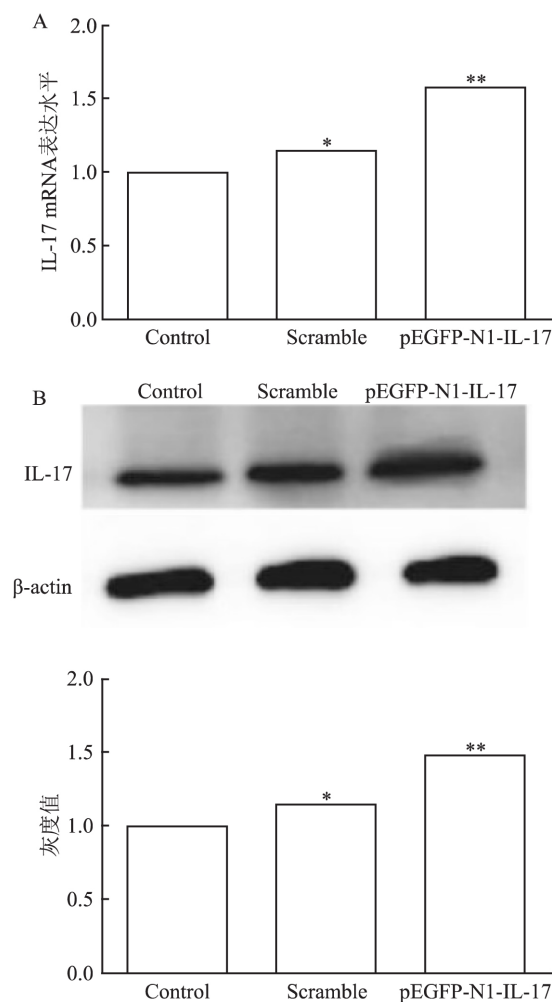 A
IL-17 mRNA表达水平
2.0
1.5
1.0
0.5
0.0
*
**
Control Scramble pEGFP-N1-IL-17
B
Control Scramble pEGFP-N1-IL-17
IL-17
β-actin
灰度值
2.0
1.5
1.0
0.5
0.0
*
**
Control Scramble pEGFP-N1-IL-17